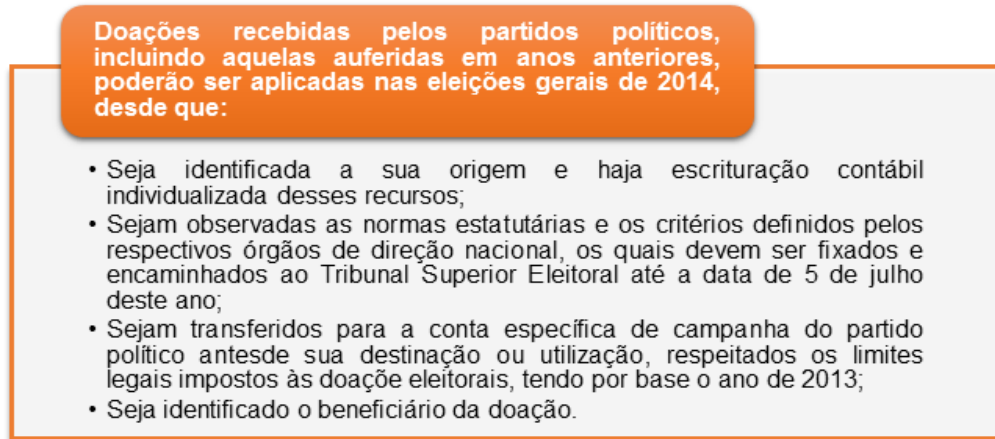 Doações recebidas pelos partidos políticos,
incluindo aquelas auferidas em anos anteriores,
poderão ser aplicadas nas eleições gerais de 2014,
desde que:
• Seja identificada a sua origem e haja escrituração contábil
individualizada desses recursos;
• Sejam observadas as normas estatutárias e os critérios definidos pelos
respectivos órgãos de direção nacional, os quais devem ser fixados e
encaminhados ao Tribunal Superior Eleitoral até a data de 5 de julho
deste ano;
• Sejam transferidos para a conta específica de campanha do partido
político antesde sua destinação ou utilização, respeitados os limites
legais impostos às doaçõe eleitorais, tendo por base o ano de 2013;
• Seja identificado o beneficiário da doação.